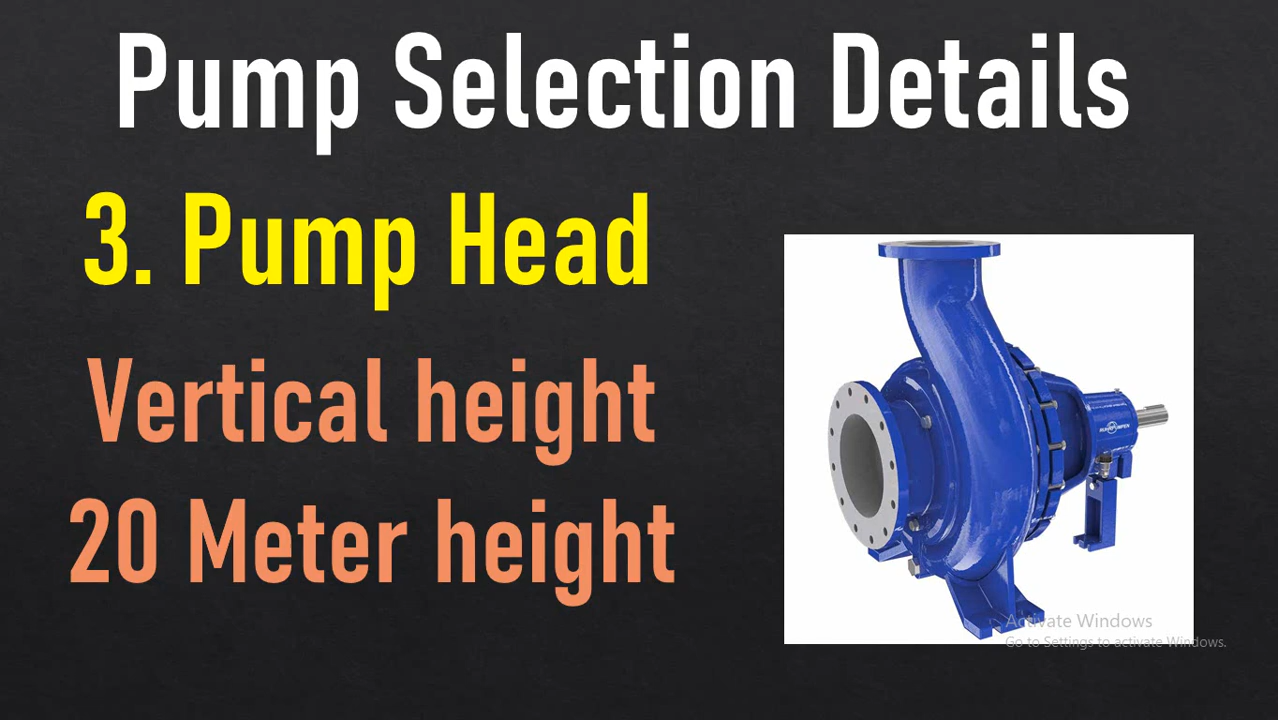 Pump Selection Details
3. Pump Head
Vertical height
20 Meter height
Activate Windows
Go to Settings to activate Windows.